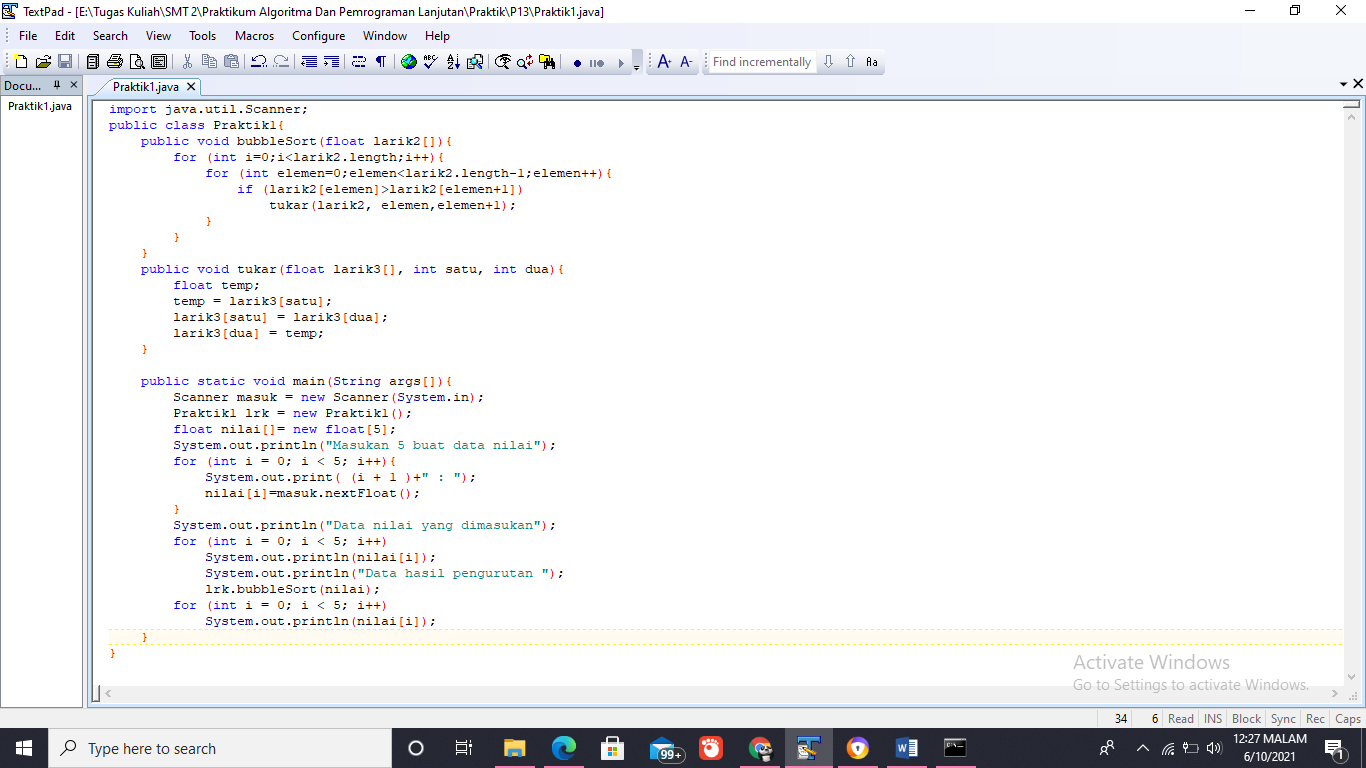 TextPad - [E:\Tugas Kuliah\SMT 2\Praktikum Algoritma Dan Pemrograman Lanjutan\Praktik\P13\Praktik1.java]
File Edit Search View Tools Macros Configure Window Help
Find incrementally
Docu...
Praktik1.java
Praktik1.java
import java.util.Scanner;
public class Praktik1{
    public void bubbleSort(float larik2[]){
        for (int i=0;i<larik2.length;i++){
            for (int elemen=0;elemen<larik2.length-1;elemen++){
                if (larik2[elemen]>larik2[elemen+1])
                    tukar(larik2, elemen,elemen+1);
            }
        }
    }
    public void tukar(float larik3[], int satu, int dua){
        float temp;
        temp = larik3[satu];
        larik3[satu] = larik3[dua];
        larik3[dua] = temp;
    }
    public static void main(String args[]){
        Scanner masuk = new Scanner(System.in);
        Praktik1 lrk = new Praktik1();
        float nilai[]= new float[5];
        System.out.println("Masukan 5 buat data nilai");
        for (int i = 0; i < 5; i++){
            System.out.print( (i + 1 )+" : ");
            nilai[i]=masuk.nextFloat();
        }
        System.out.println("Data nilai yang dimasukan");
        for (int i = 0; i < 5; i++)
            System.out.println(nilai[i]);
            System.out.println("Data hasil pengurutan ");
            lrk.bubbleSort(nilai);
        for (int i = 0; i < 5; i++)
            System.out.println(nilai[i]);
    }
}
Activate Windows
Go to Settings to activate Windows.
34 6 Read INS Block Sync Rec Caps
Type here to search
99+
12:27 MALAM
6/10/2021
1